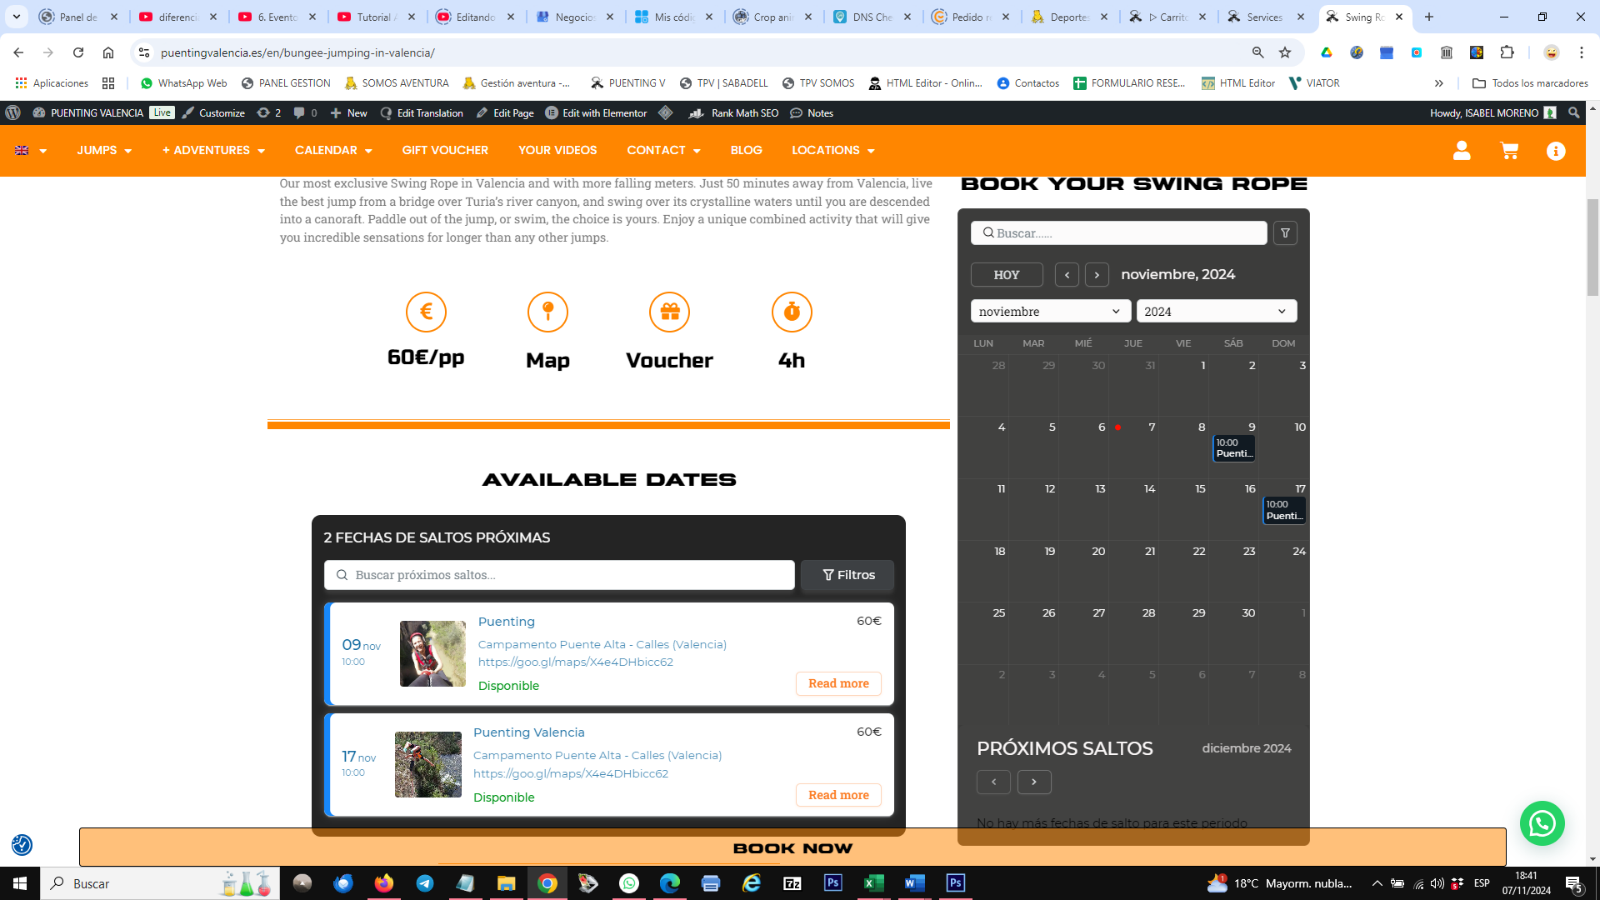 Panel de
diferenci
6. Evento
Tutorial A
Editando
Negocios
Mis códi
Crop ani
DNS Che
Pedido n
Deportes
▷ Carrito
Services
Swing Ro
puentingvalencia.es/en/bungee-jumping-in-valencia/
Aplicaciones
WhatsApp Web
PANEL GESTION
SOMOS AVENTURA
Gestión aventura -...
PUENTING V
TPV | SABADELL
TPV SOMOS
HTML Editor - Onlin...
Contactos
FORMULARIO RESE...
HTML Editor
VIATOR
»
Todos los marcadores
PUENTING VALENCIA
Live
Customize
2
0
New
Edit Translation
Edit Page
Edit with Elementor
Rank Math SEO
Notes
Howdy, ISABEL MORENO
JUMPS
+ ADVENTURES
CALENDAR
GIFT VOUCHER
YOUR VIDEOS
CONTACT
BLOG
LOCATIONS
Our most exclusive Swing Rope in Valencia and with more falling meters. Just 50 minutes away from Valencia, live
the best jump from a bridge over Turia's river canyon, and swing over its crystalline waters until you are descended
into a canoraft. Paddle out of the jump, or swim, the choice is yours. Enjoy a unique combined activity that will give
you incredible sensations for longer than any other jumps.
60€/pp
Map
Voucher
4h
AVAILABLE DATES
2 FECHAS DE SALTOS PRÓXIMAS
Buscar próximos saltos...
Filtros
09 nov
10:00
Puenting
60€
Campamento Puente Alta - Calles (Valencia)
https://goo.gl/maps/X4e4DHbicc62
Disponible
Read more
17 nov
10:00
Puenting Valencia
60€
Campamento Puente Alta - Calles (Valencia)
https://goo.gl/maps/X4e4DHbicc62
Disponible
Read more
BOOK YOUR SWING ROPE
Buscar......
HOY
‹
›
noviembre, 2024
noviembre
2024
LUN MAR MIÉ JUE VIE SÁB DOM
28 29 30 31 1 2 3
4 5 6 7 8 9 10
10:00
Puenti...
11 12 13 14 15 16 17
10:00
Puenti...
18 19 20 21 22 23 24
25 26 27 28 29 30 1
2 3 4 5 6 7 8
PRÓXIMOS SALTOS
diciembre 2024
‹
›
No hay más fechas de salto para este periodo
BOOK NOW
Buscar
18°C Mayorm. nubla...
ESP
18:41
07/11/2024
5